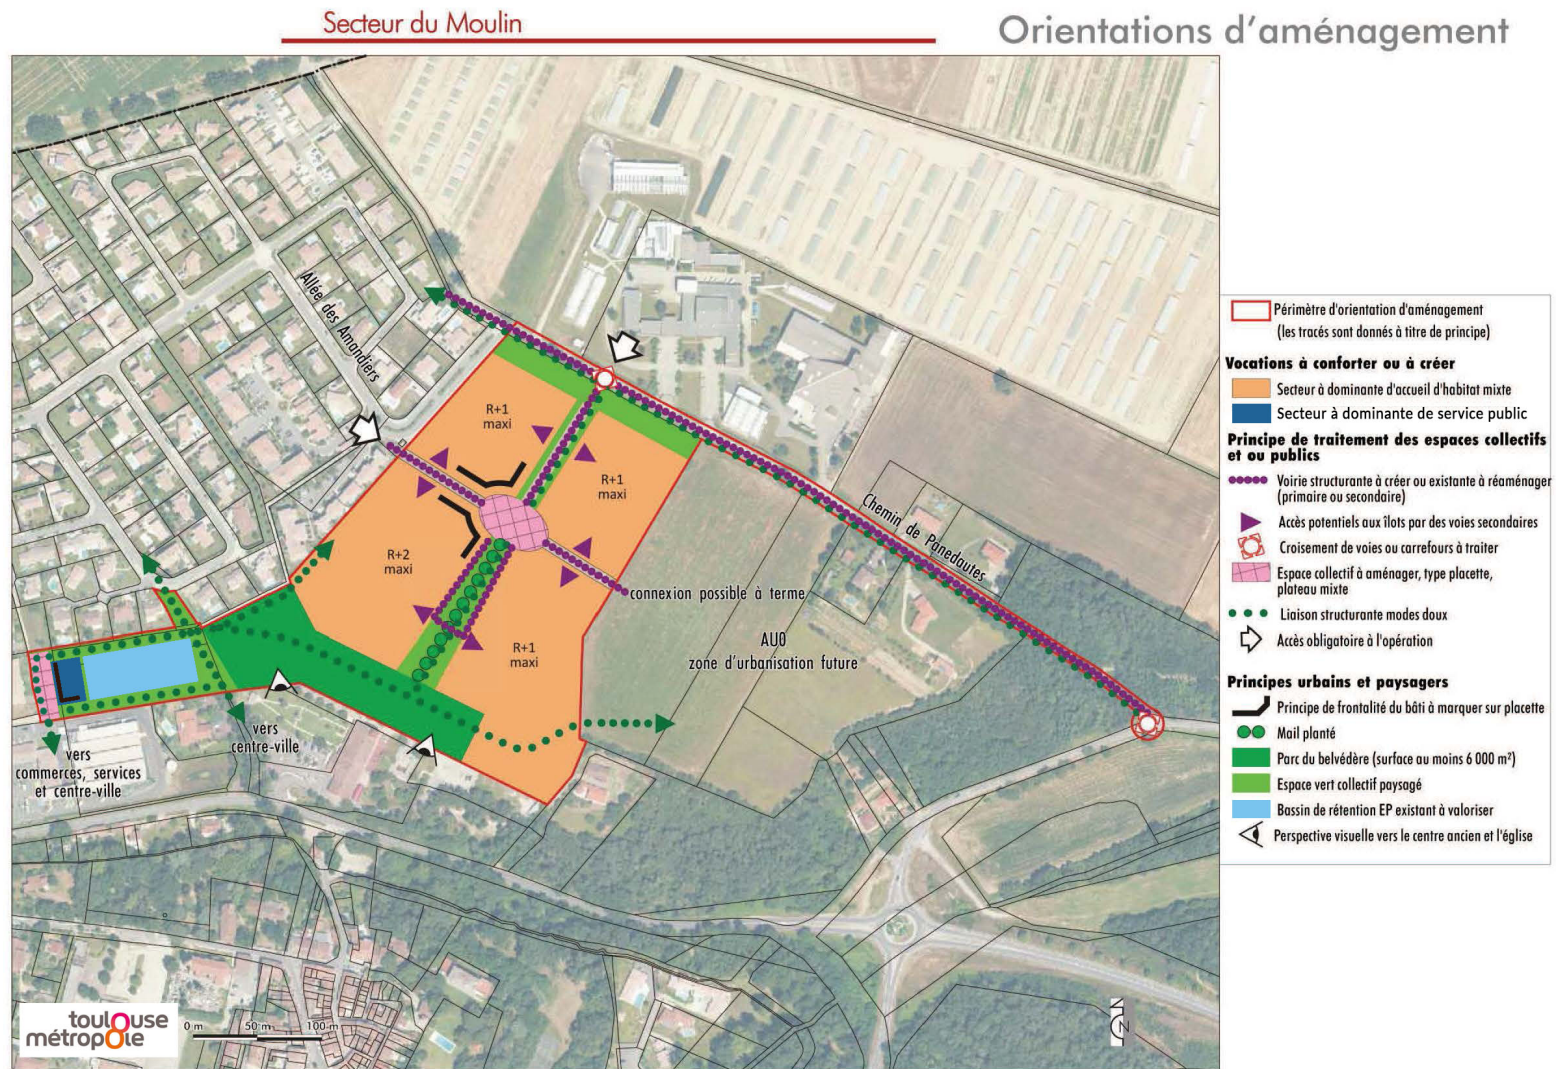 Secteur du Moulin
Orientations d'aménagement
Allée des Amandiers
R+1
maxi
R+1
maxi
R+2
maxi
R+1
maxi
Chemin de Panedautes
connexion possible à terme
AU0
zone d'urbanisation future
vers
centre-ville
vers
commerces, services
et centre-ville
toulouse
métropole
0 m 50 m 100 m
N
Périmètre d'orientation d'aménagement
(les tracés sont donnés à titre de principe)
Vocations à conforter ou à créer
Secteur à dominante d'accueil d'habitat mixte
Secteur à dominante de service public
Principe de traitement des espaces collectifs
et ou publics
Voirie structurante à créer ou existante à réaménager
(primaire ou secondaire)
Accès potentiels aux îlots par des voies secondaires
Croisement de voies ou carrefours à traiter
Espace collectif à aménager, type placette,
plateau mixte
Liaison structurante modes doux
Accès obligatoire à l'opération
Principes urbains et paysagers
Principe de frontalité du bâti à marquer sur placette
Mail planté
Parc du belvédère (surface au moins 6 000 m²)
Espace vert collectif paysagé
Bassin de rétention EP existant à valoriser
Perspective visuelle vers le centre ancien et l'église